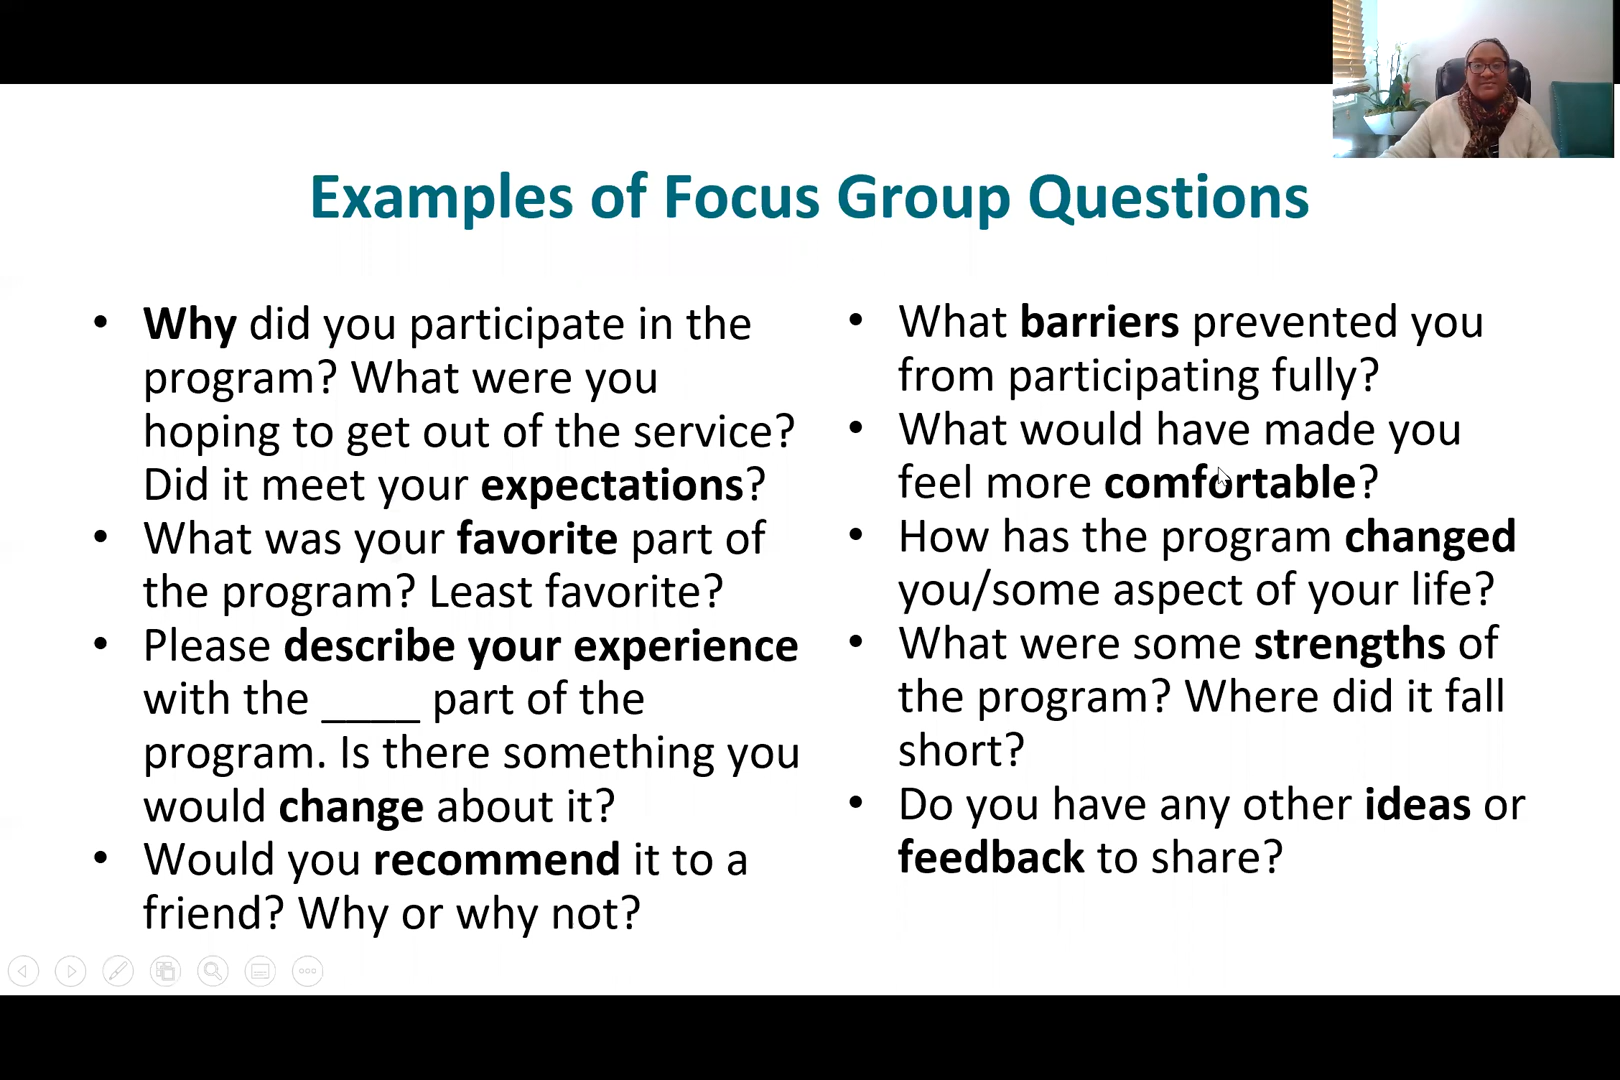 Examples of Focus Group Questions
• Why did you participate in the
program? What were you
hoping to get out of the service?
Did it meet your expectations?
• What was your favorite part of
the program? Least favorite?
• Please describe your experience
with the ____ part of the
program. Is there something you
would change about it?
• Would you recommend it to a
friend? Why or why not?
• What barriers prevented you
from participating fully?
• What would have made you
feel more comfortable?
• How has the program changed
you/some aspect of your life?
• What were some strengths of
the program? Where did it fall
short?
• Do you have any other ideas or
feedback to share?